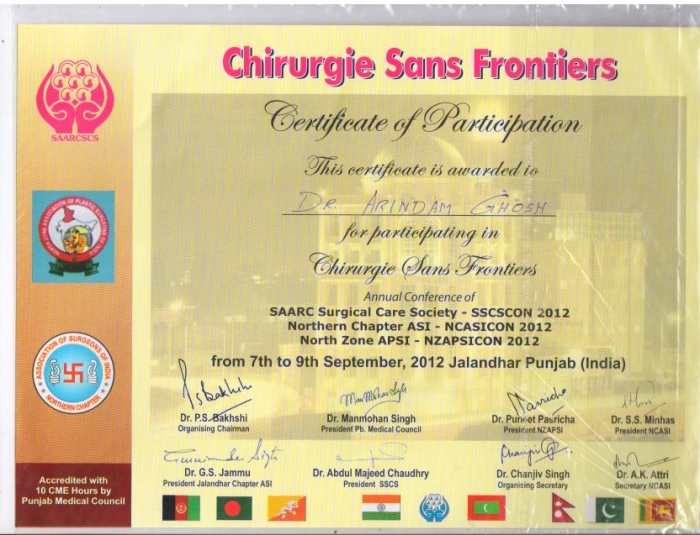 Chirurgie Sans Frontiers
SAARCSCS
Certificate of Participation
This certificate is awarded to
DR. ARINDAM GHOSH
for participating in
Chirurgie Sans Frontiers
Annual Conference of
SAARC Surgical Care Society - SSCSCON 2012
Northern Chapter ASI - NCASICON 2012
North Zone APSI - NZAPSICON 2012
from 7th to 9th September, 2012 Jalandhar Punjab (India)
ASSOCIATION OF SURGEONS OF INDIA
NORTHERN CHAPTER
Dr. P.S. Bakhshi
Organising Chairman
Dr. Manmohan Singh
President Pb. Medical Council
Dr. Puneet Pasricha
President NZAPSI
Dr. S.S. Minhas
President NCASI
Dr. G.S. Jammu
President Jalandhar Chapter ASI
Dr. Abdul Majeed Chaudhry
President SSCS
Dr. Chanjiv Singh
Organising Secretary
Dr. A.K. Attri
Secretary NCASI
Accredited with
10 CME Hours by
Punjab Medical Council